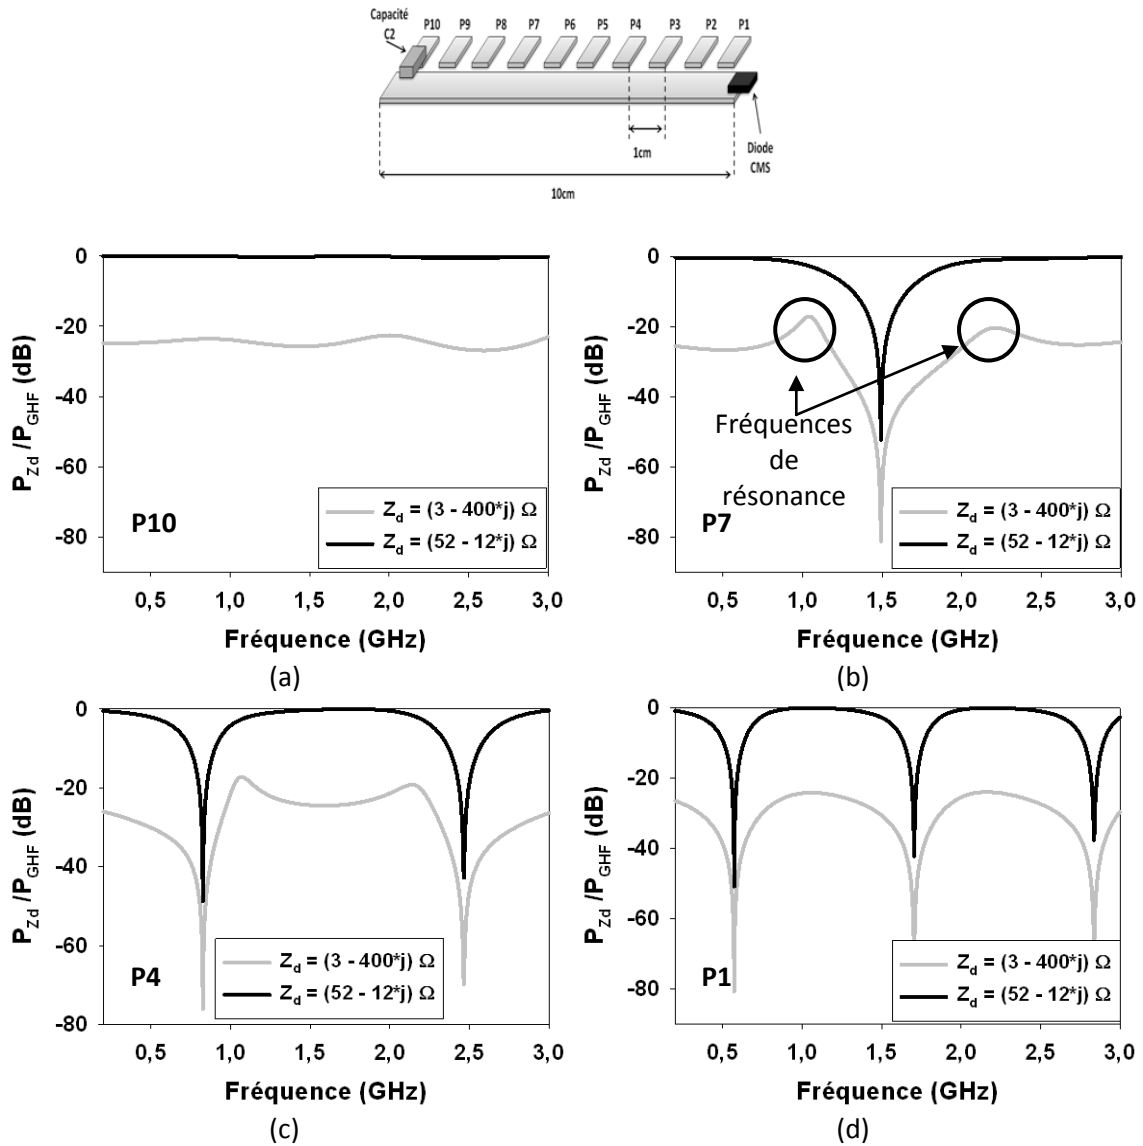 Capacité
C2
P10 P9 P8 P7 P6 P5 P4 P3 P2 P1
1cm
Diode
CMS
10cm
0
-20
-40
-60
-80
P_Zd /P_GHF (dB)
P10
Z_d = (3 - 400*j) Ω
Z_d = (52 - 12*j) Ω
0,5 1,0 1,5 2,0 2,5 3,0
Fréquence (GHz)
(a)
0
-20
-40
-60
-80
P_Zd /P_GHF (dB)
Fréquences
de
résonance
P7
Z_d = (3 - 400*j) Ω
Z_d = (52 - 12*j) Ω
0,5 1,0 1,5 2,0 2,5 3,0
Fréquence (GHz)
(b)
0
-20
-40
-60
-80
P_Zd /P_GHF (dB)
P4
Z_d = (3 - 400*j) Ω
Z_d = (52 - 12*j) Ω
0,5 1,0 1,5 2,0 2,5 3,0
Fréquence (GHz)
(c)
0
-20
-40
-60
-80
P_Zd /P_GHF (dB)
P1
Z_d = (3 - 400*j) Ω
Z_d = (52 - 12*j) Ω
0,5 1,0 1,5 2,0 2,5 3,0
Fréquence (GHz)
(d)